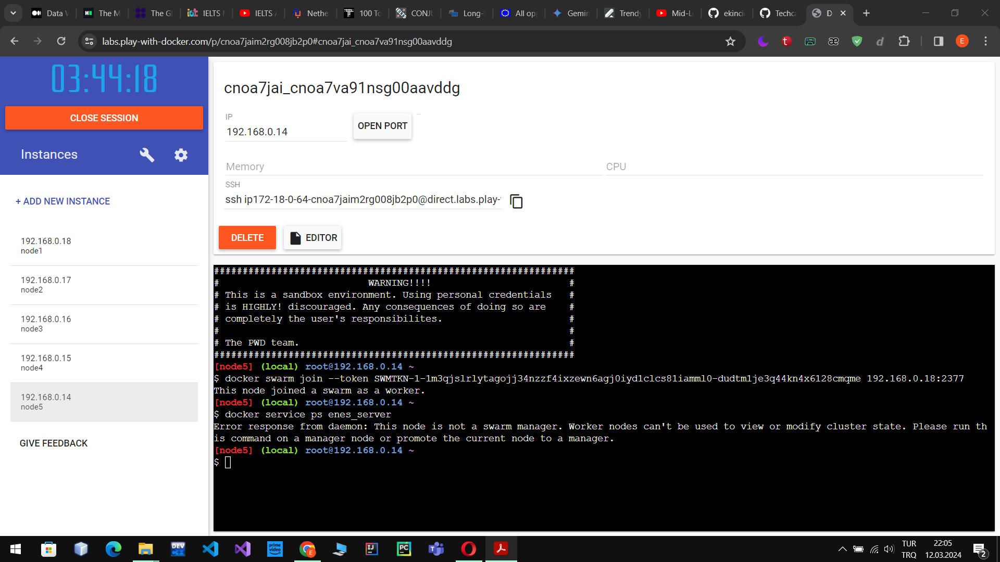 Data W
The M
The Gl
IELTS M
IELTS A
Nethe
100 To
CONJU
Long-
All opp
Gemin
Trendy
Mid-L
ekinci
Techca
D
labs.play-with-docker.com/p/cnoa7jaim2rg008jb2p0#cnoa7jai_cnoa7va91nsg00aavddg
E
03:44:18
CLOSE SESSION
Instances
+ ADD NEW INSTANCE
192.168.0.18
node1
192.168.0.17
node2
192.168.0.16
node3
192.168.0.15
node4
192.168.0.14
node5
GIVE FEEDBACK
cnoa7jai_cnoa7va91nsg00aavddg
IP
192.168.0.14
OPEN PORT
Memory
CPU
SSH
ssh ip172-18-0-64-cnoa7jaim2rg008jb2p0@direct.labs.play-
DELETE
EDITOR
###############################################################
# WARNING!!!! #
# This is a sandbox environment. Using personal credentials #
# is HIGHLY! discouraged. Any consequences of doing so are #
# completely the user's responsibilites. #
# #
# The PWD team. #
###############################################################
[node5] (local) root@192.168.0.14 ~
$ docker swarm join --token SWMTKN-1-1m3qjslrlytagojj34nzzf4ixzewn6agj0iyd1clcs81iamml0-dudtm1je3q44kn4x6128cmqme 192.168.0.18:2377
This node joined a swarm as a worker.
[node5] (local) root@192.168.0.14 ~
$ docker service ps enes_server
Error response from daemon: This node is not a swarm manager. Worker nodes can't be used to view or modify cluster state. Please run th
is command on a manager node or promote the current node to a manager.
[node5] (local) root@192.168.0.14 ~
$
TUR
TRQ
22:05
12.03.2024
2